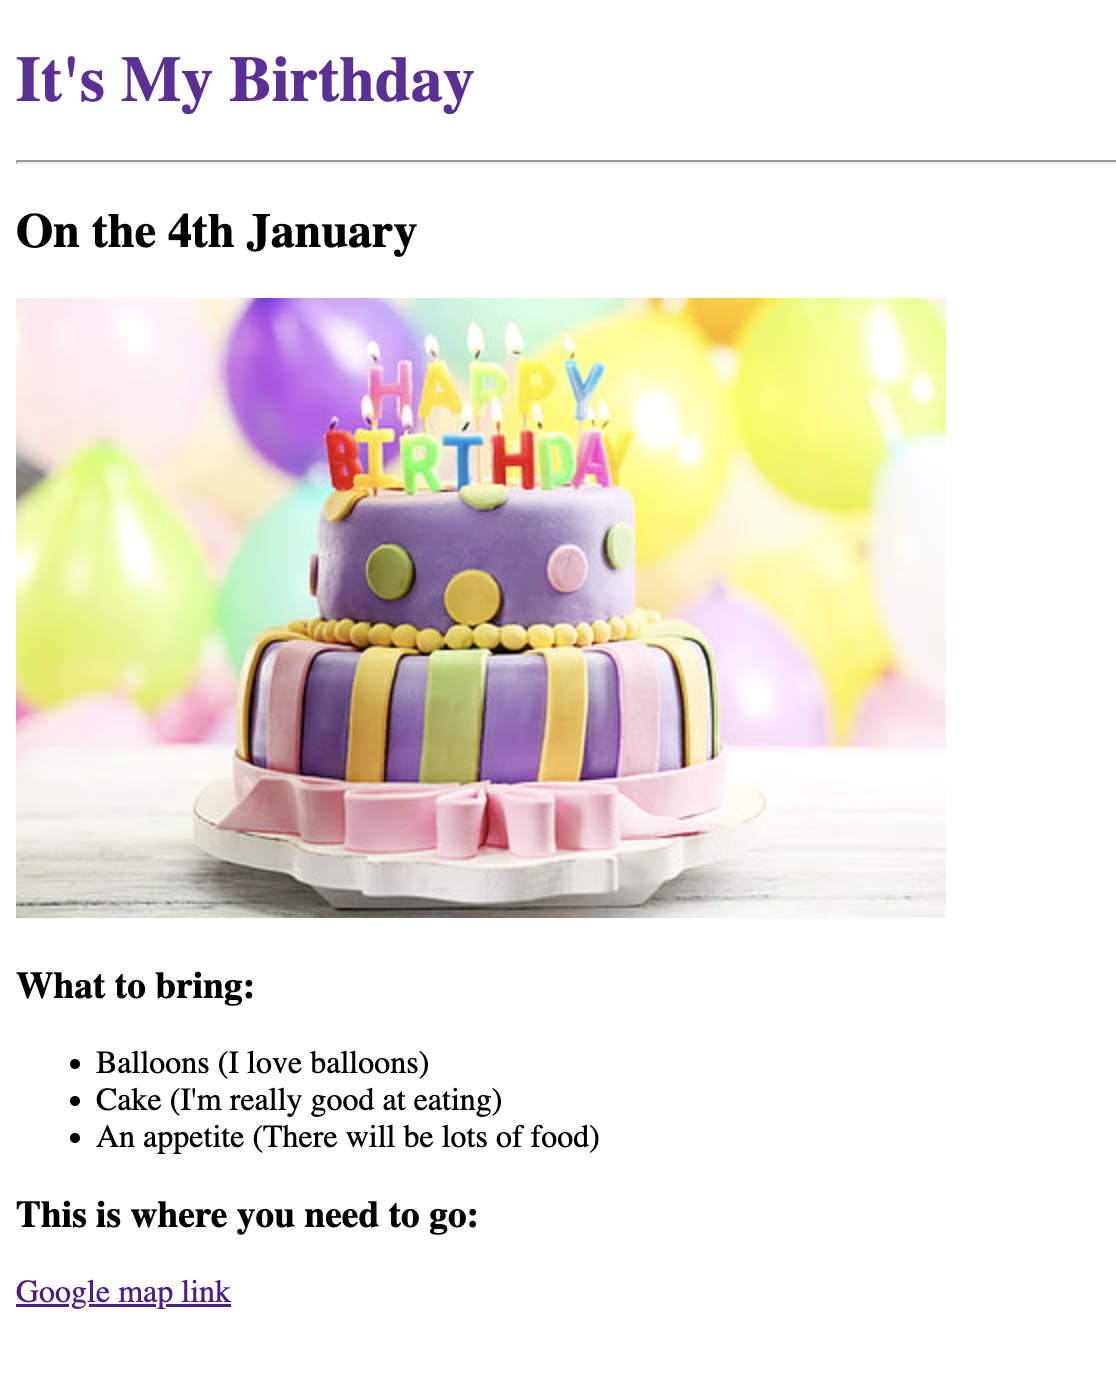 It's My Birthday
On the 4th January
HAPPY
BIRTHDAY
What to bring:
Balloons (I love balloons)
Cake (I'm really good at eating)
An appetite (There will be lots of food)
This is where you need to go:
Google map link